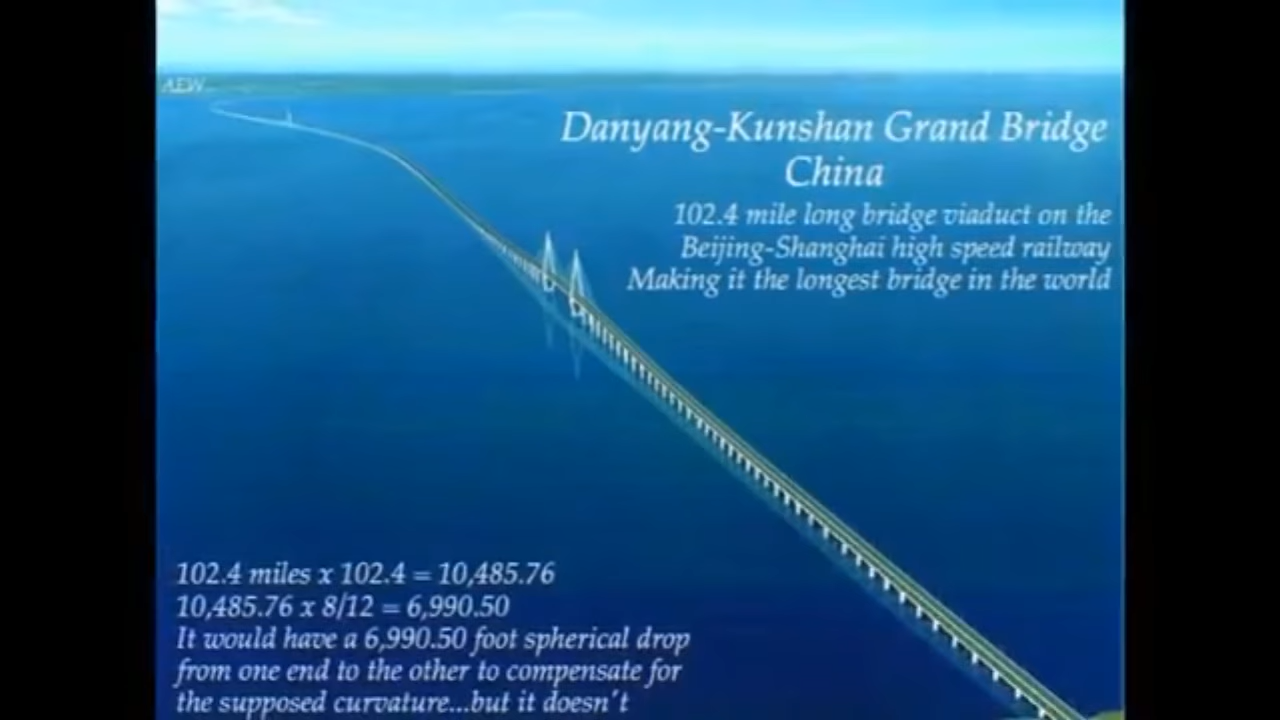 AEW
Danyang-Kunshan Grand Bridge
China
102.4 mile long bridge viaduct on the
Beijing-Shanghai high speed railway
Making it the longest bridge in the world
102.4 miles x 102.4 = 10,485.76
10,485.76 x 8/12 = 6,990.50
It would have a 6,990.50 foot spherical drop
from one end to the other to compensate for
the supposed curvature...but it doesn't